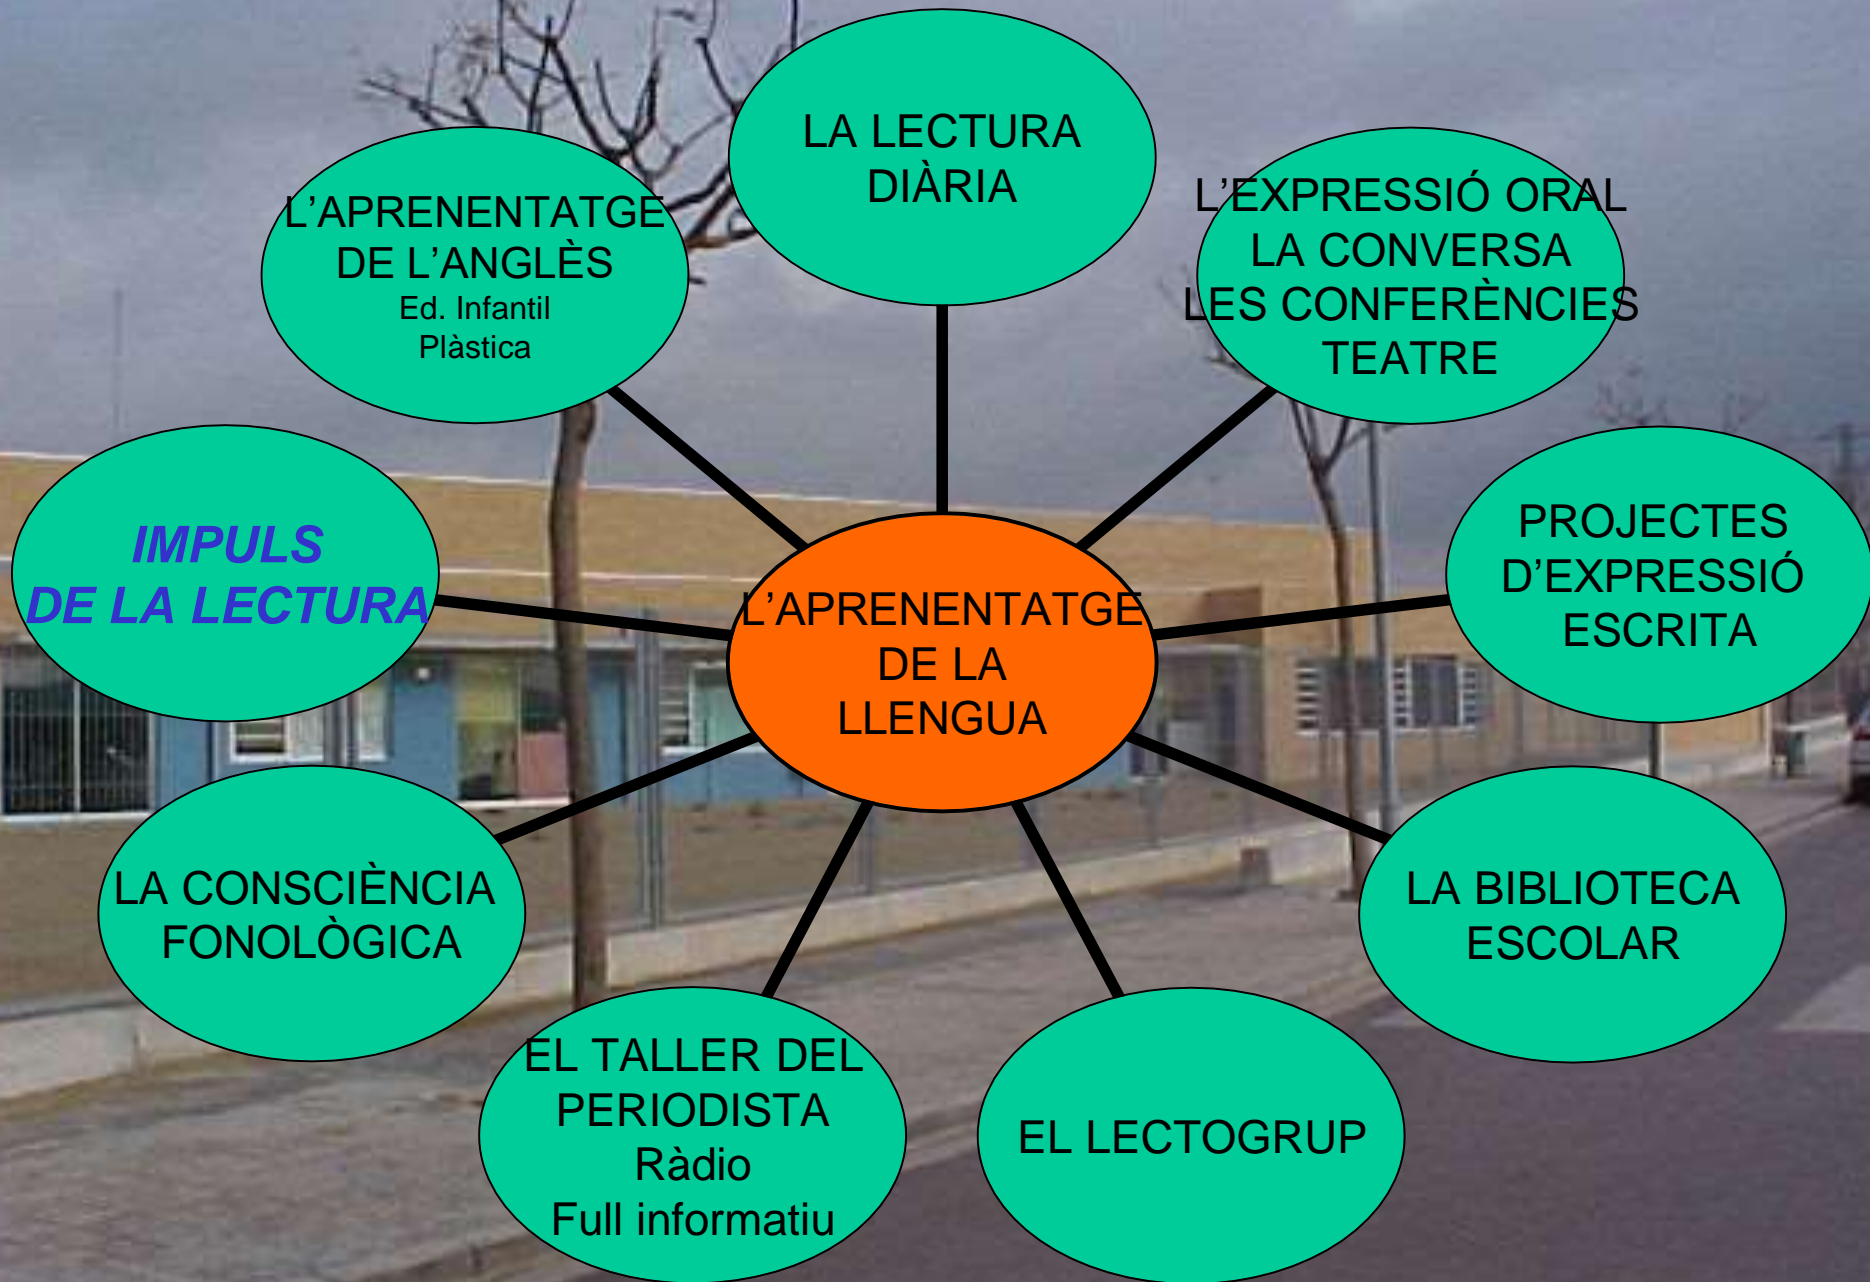 LA LECTURA
DIÀRIA
L'EXPRESSIÓ ORAL
LA CONVERSA
LES CONFERÈNCIES
TEATRE
PROJECTES
D'EXPRESSIÓ
ESCRITA
LA BIBLIOTECA
ESCOLAR
EL LECTOGRUP
EL TALLER DEL
PERIODISTA
Ràdio
Full informatiu
LA CONSCIÈNCIA
FONOLÒGICA
IMPULS
DE LA LECTURA
L’APRENENTATGE
DE L’ANGLÈS
Ed. Infantil
Plàstica
L’APRENENTATGE
DE LA
LLENGUA